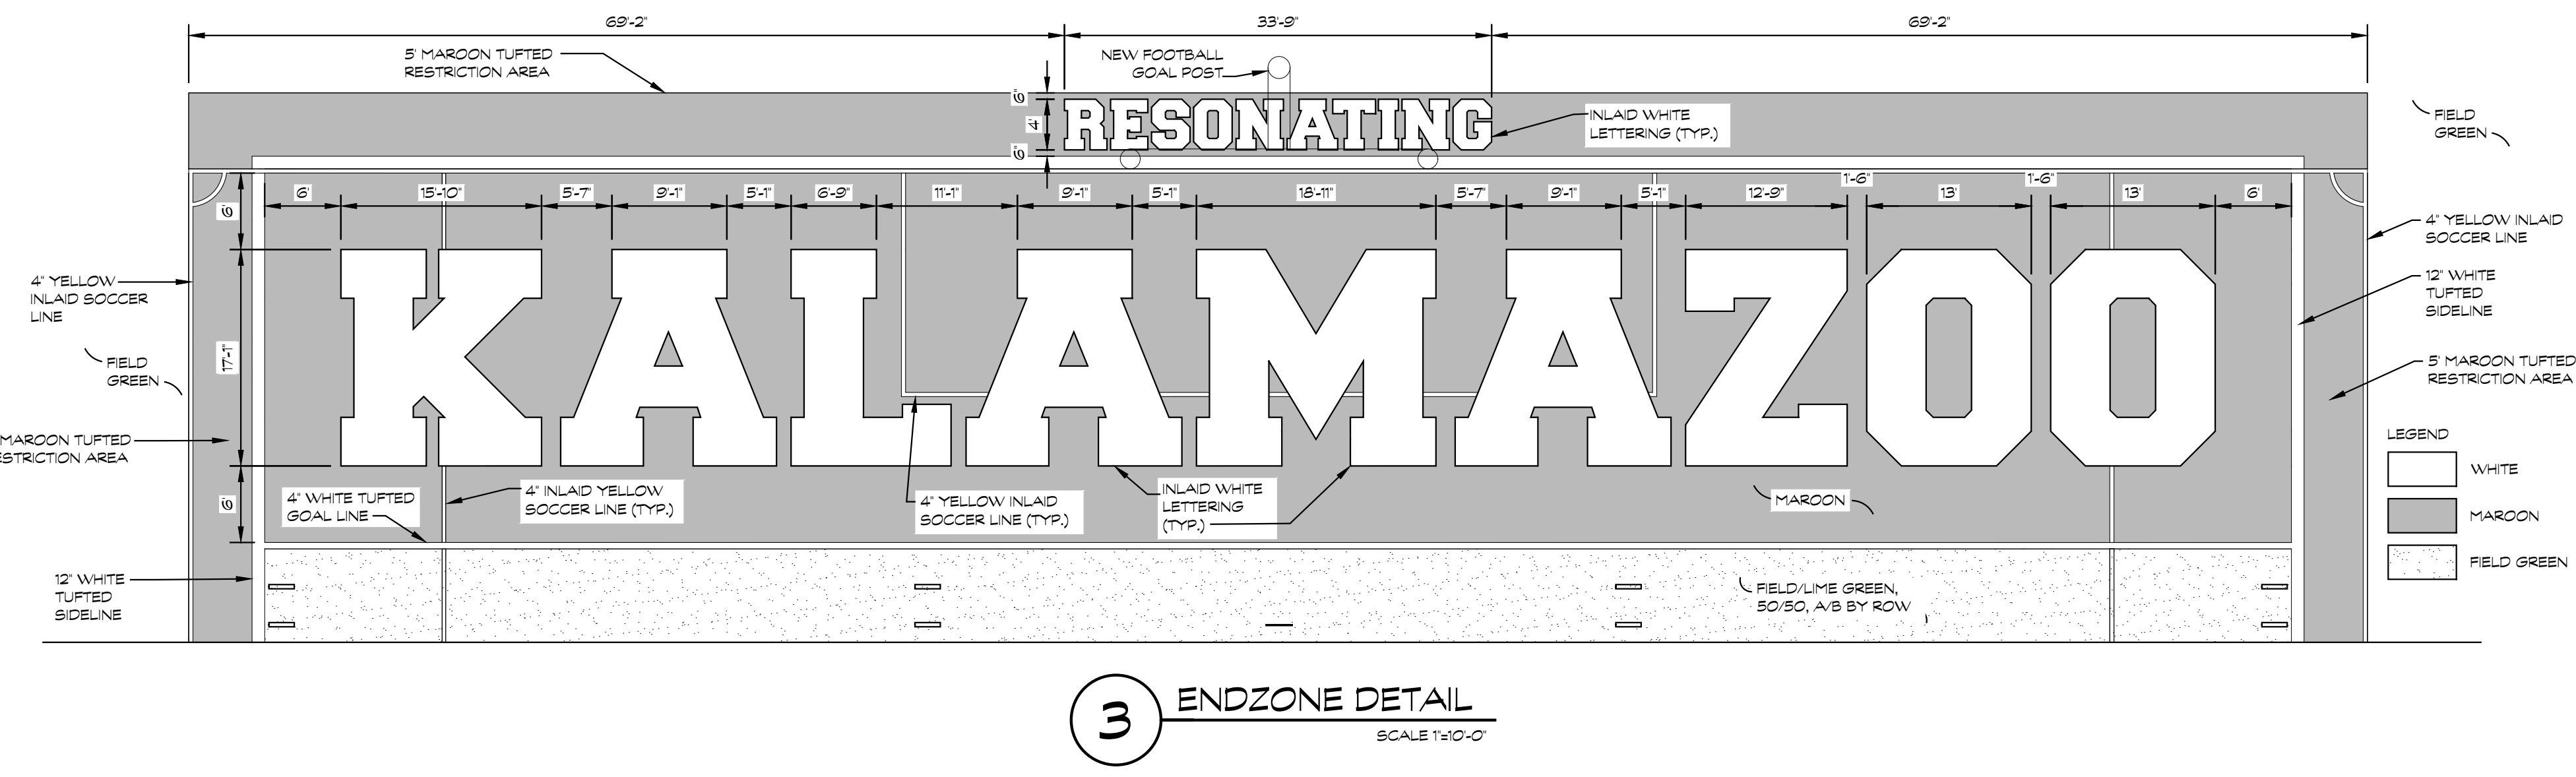 69'-2"
33'-9"
69'-2"
5' MAROON TUFTED
RESTRICTION AREA
NEW FOOTBALL
GOAL POST
6"
4'
6"
RESONATING
INLAID WHITE
LETTERING (TYP.)
FIELD
GREEN
6'
15'-10"
5'-7"
9'-1"
5'-1"
6'-9"
11'-1"
9'-1"
5'-1"
18'-11"
5'-7"
9'-1"
5'-1"
12'-9"
1'-6"
13'
1'-6"
13'
6'
6'
17'-1"
6'
KALAMAZOO
4" YELLOW
INLAID SOCCER
LINE
FIELD
GREEN
MAROON TUFTED
RESTRICTION AREA
12" WHITE
TUFTED
SIDELINE
4" WHITE TUFTED
GOAL LINE
4" INLAID YELLOW
SOCCER LINE (TYP.)
4" YELLOW INLAID
SOCCER LINE (TYP.)
INLAID WHITE
LETTERING
(TYP.)
MAROON
FIELD/LIME GREEN,
50/50, A/B BY ROW
4" YELLOW INLAID
SOCCER LINE
12" WHITE
TUFTED
SIDELINE
5' MAROON TUFTED
RESTRICTION AREA
LEGEND
WHITE
MAROON
FIELD GREEN
3
ENDZONE DETAIL
SCALE 1"=10'-0"